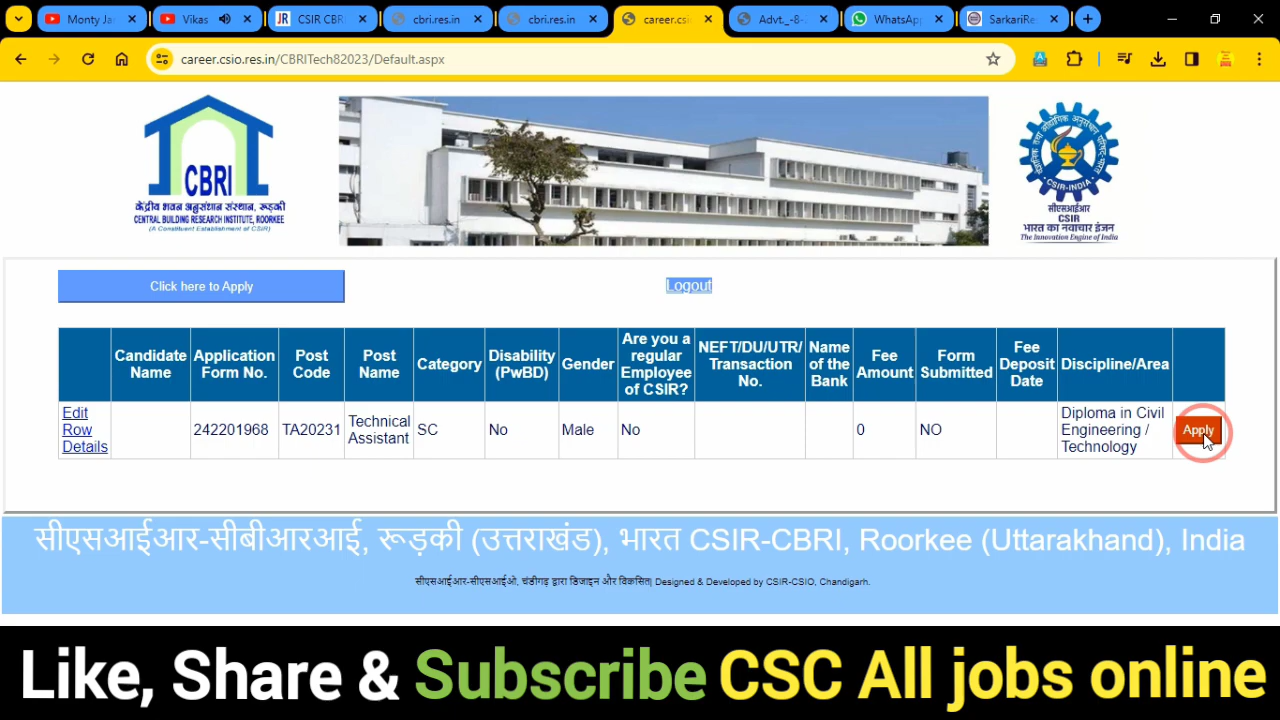 Monty Ja
Vikas
CSIR CBR
cbri.res.in
cbri.res.in
career.csi
Advt._-8-
WhatsAp
SarkariRe
career.csio.res.in/CBRITech82023/Default.aspx
CBRI
केंद्रीय भवन अनुसंधान संस्थान, रूड़की
CENTRAL BUILDING RESEARCH INSTITUTE, ROORKEE
(A Constituent Establishment of CSIR)
CSIR-INDIA
सीएसआईआर
CSIR
भारत का नवाचार इंजन
The Innovation Engine of India
Click here to Apply
Logout
Candidate Name
Application Form No.
Post Code
Post Name
Category
Disability (PwBD)
Gender
Are you a regular Employee of CSIR?
NEFT/DU/UTR/ Transaction No.
Name of the Bank
Fee Amount
Form Submitted
Fee Deposit Date
Discipline/Area
Edit Row Details
242201968
TA20231
Technical Assistant
SC
No
Male
No
0
NO
Diploma in Civil Engineering / Technology
Apply
सीएसआईआर-सीबीआरआई, रूड़की (उत्तराखंड), भारत CSIR-CBRI, Roorkee (Uttarakhand), India
सीएसआईआर-सीएसआईओ, चंडीगढ़ द्वारा डिजाइन और विकसित| Designed & Developed by CSIR-CSIO, Chandigarh.
Like, Share & Subscribe CSC All jobs online